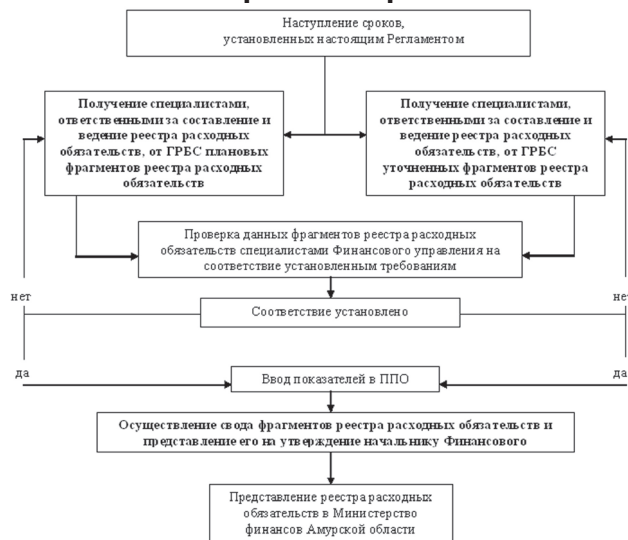 Наступление сроков,
установленных настоящим Регламентом
Получение специалистами,
ответственными за составление и
ведение реестра расходных
обязательств, от ГРБС плановых
фрагментов реестра расходных
обязательств
Получение специалистами,
ответственными за составление и
ведение реестра расходных
обязательств, от ГРБС
уточненных фрагментов реестра
расходных обязательств
Проверка данных фрагментов реестра расходных
обязательств специалистами Финансового управления на
соответствие установленным требованиям
нет
нет
Соответствие установлено
да
да
Ввод показателей в ППО
Осуществление свода фрагментов реестра расходных обязательств и
представление его на утверждение начальнику Финансового
Представление реестра расходных
обязательств в Министерство
финансов Амурской области